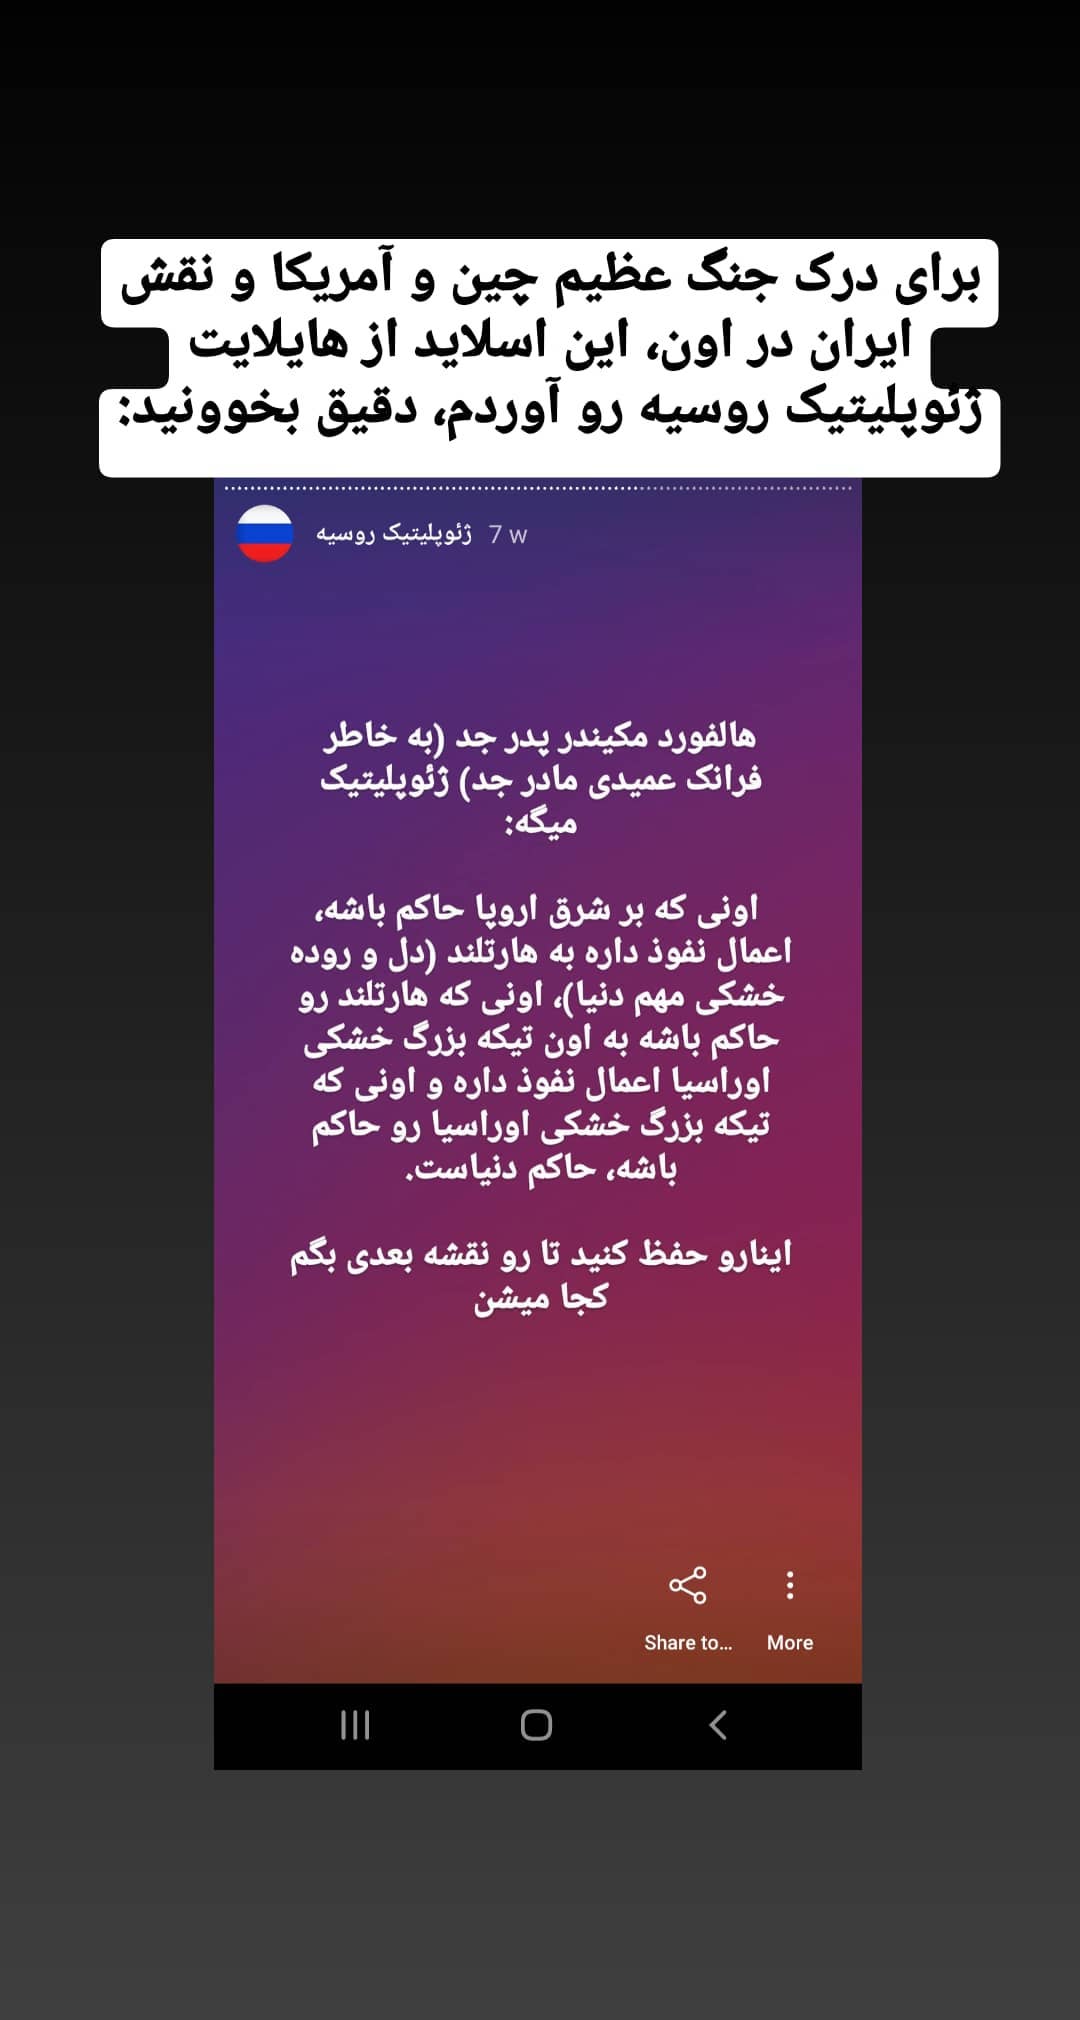 برای درک جنگ عظیم چین و آمریکا و نقش
ایران در اون، این اسلاید از هایلایت
ژئوپلیتیک روسیه رو آوردم، دقیق بخوونید:
ژئوپلیتیک روسیه 7 w
هالفورد مکیندر پدر جد (به خاطر
فرانک عمیدی مادر جد) ژئوپلیتیک
میگه:
اونی که بر شرق اروپا حاکم باشه،
اعمال نفوذ داره به هارتلند (دل و روده
خشکی مهم دنیا)، اونی که هارتلند رو
حاکم باشه به اون تیکه بزرگ خشکی
اوراسیا اعمال نفوذ داره و اونی که
تیکه بزرگ خشکی اوراسیا رو حاکم
باشه، حاکم دنیاست.
اینارو حفظ کنید تا رو نقشه بعدی بگم
کجا میشن
Share to... More